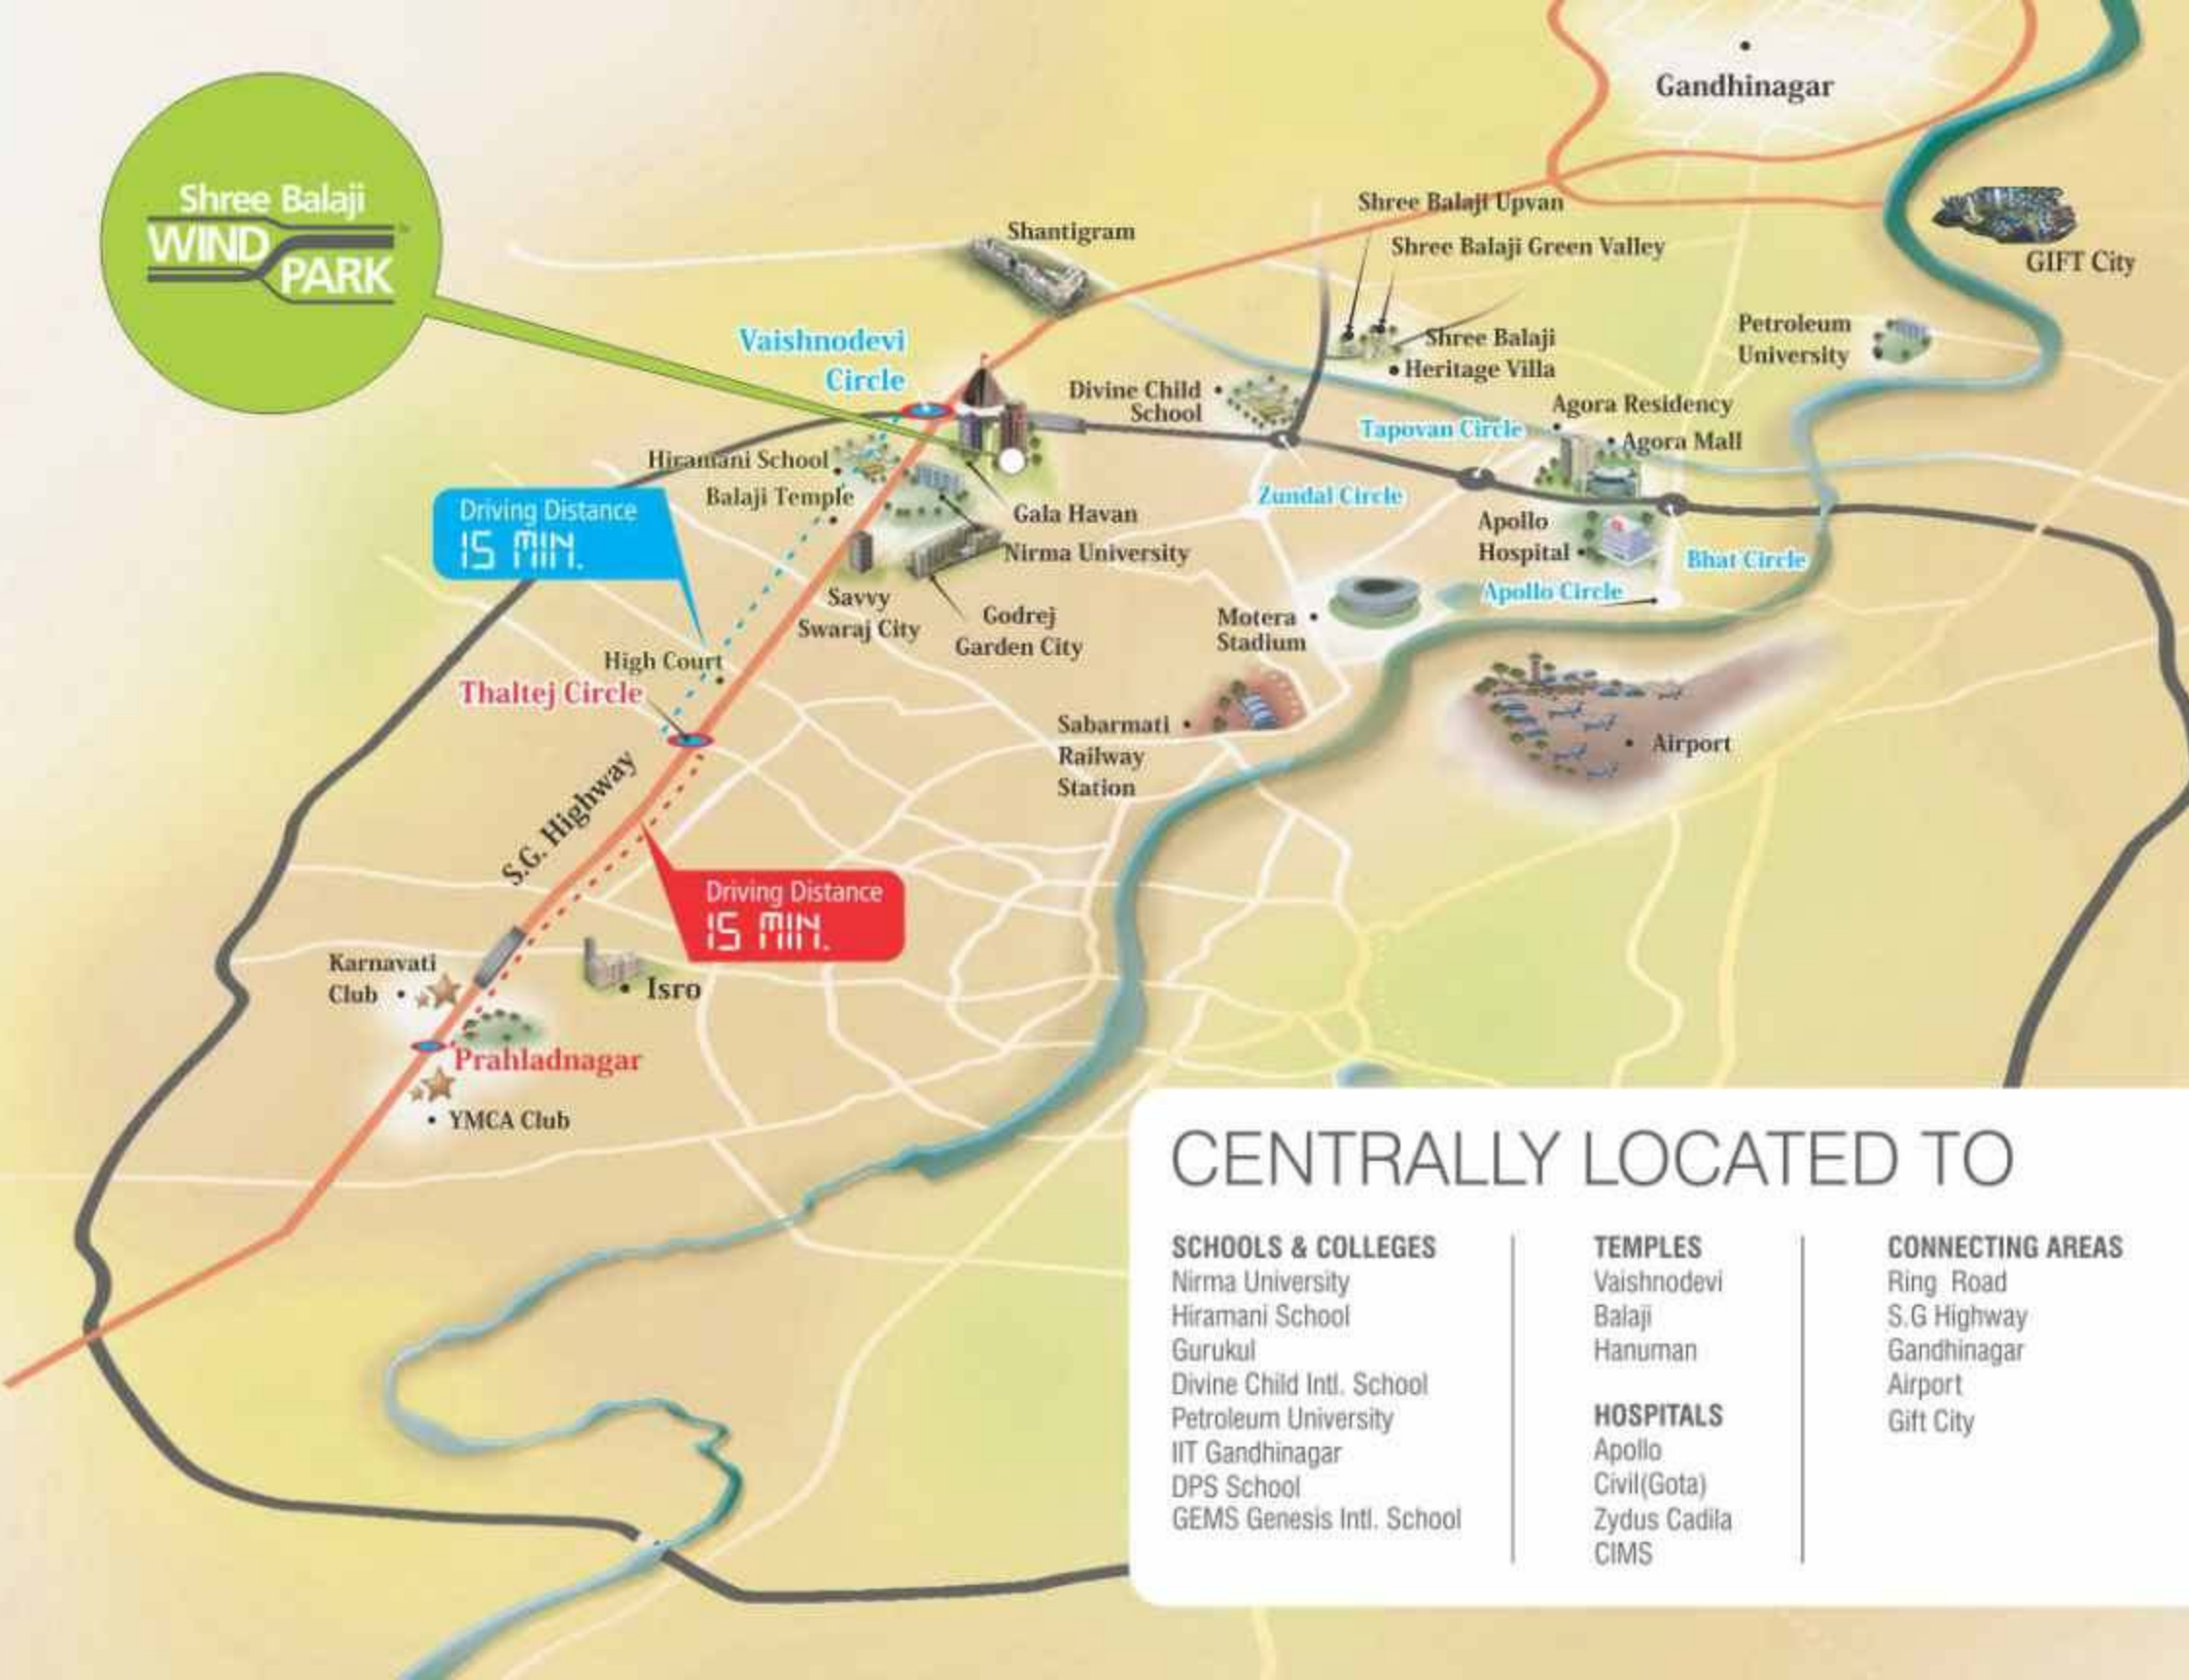 Gandhinagar
Shree Balaji
WIND
PARK
Shree Balaji Upvan
Shantigram
Shree Balaji Green Valley
GIFT City
Vaishnodevi
Circle
Shree Balaji
Heritage Villa
Petroleum
University
Divine Child
School
Agora Residency
Tapovan Circle
Agora Mall
Hiramani School
Balaji Temple
Gala Havan
Zundal Circle
Driving Distance
15 MIN.
Nirma University
Apollo
Hospital
Bhat Circle
Apollo Circle
Savvy
Swaraj City
Godrej
Garden City
Motera
Stadium
High Court
Thaltej Circle
Sabarmati
Railway
Station
Airport
S.G. Highway
Driving Distance
15 MIN.
Karnavati
Club
Isro
Prahladnagar
YMCA Club
CENTRALLY LOCATED TO
SCHOOLS & COLLEGES
Nirma University
Hiramani School
Gurukul
Divine Child Intl. School
Petroleum University
IIT Gandhinagar
DPS School
GEMS Genesis Intl. School
TEMPLES
Vaishnodevi
Balaji
Hanuman
HOSPITALS
Apollo
Civil(Gota)
Zydus Cadila
CIMS
CONNECTING AREAS
Ring Road
S.G Highway
Gandhinagar
Airport
Gift City